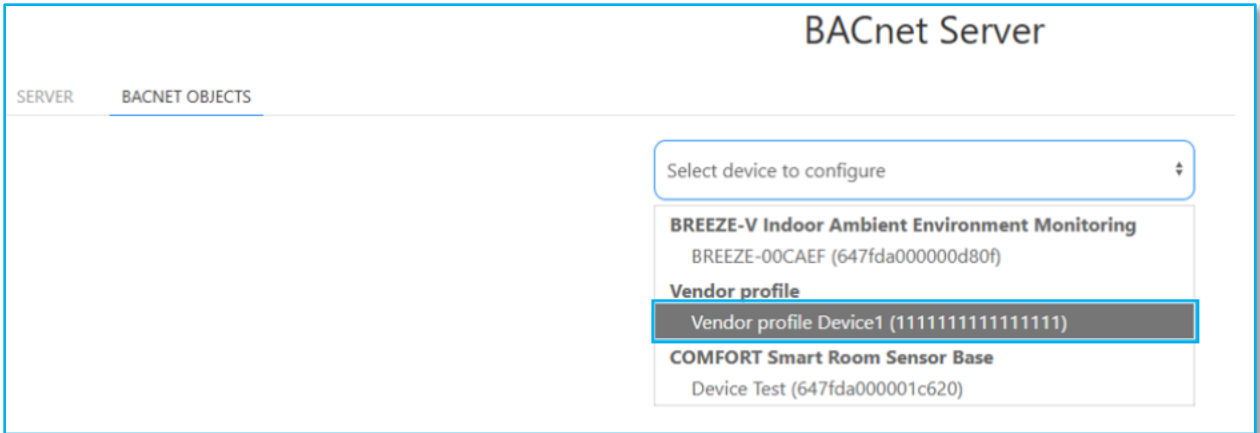 BACnet Server
SERVER BACNET OBJECTS
Select device to configure
BREEZE-V Indoor Ambient Environment Monitoring
BREEZE-00CAEF (647fda000000d80f)
Vendor profile
Vendor profile Device1 (1111111111111111)
COMFORT Smart Room Sensor Base
Device Test (647fda000001c620)